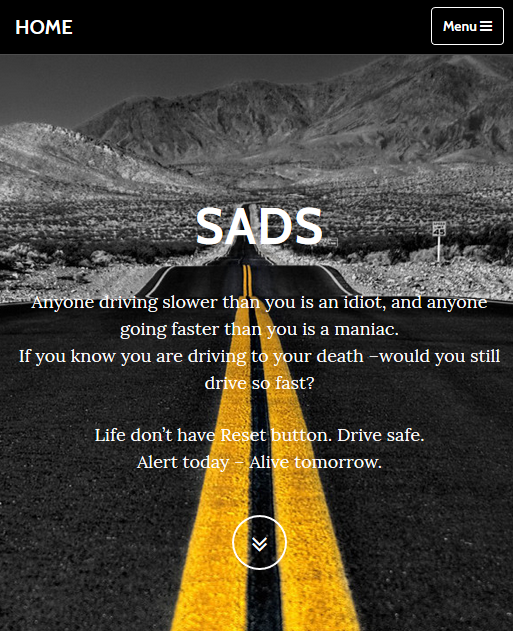 HOME
Menu
SADS
Anyone driving slower than you is an idiot, and anyone
going faster than you is a maniac.
If you know you are driving to your death –would you still
drive so fast?
Life don’t have Reset button. Drive safe.
Alert today – Alive tomorrow.